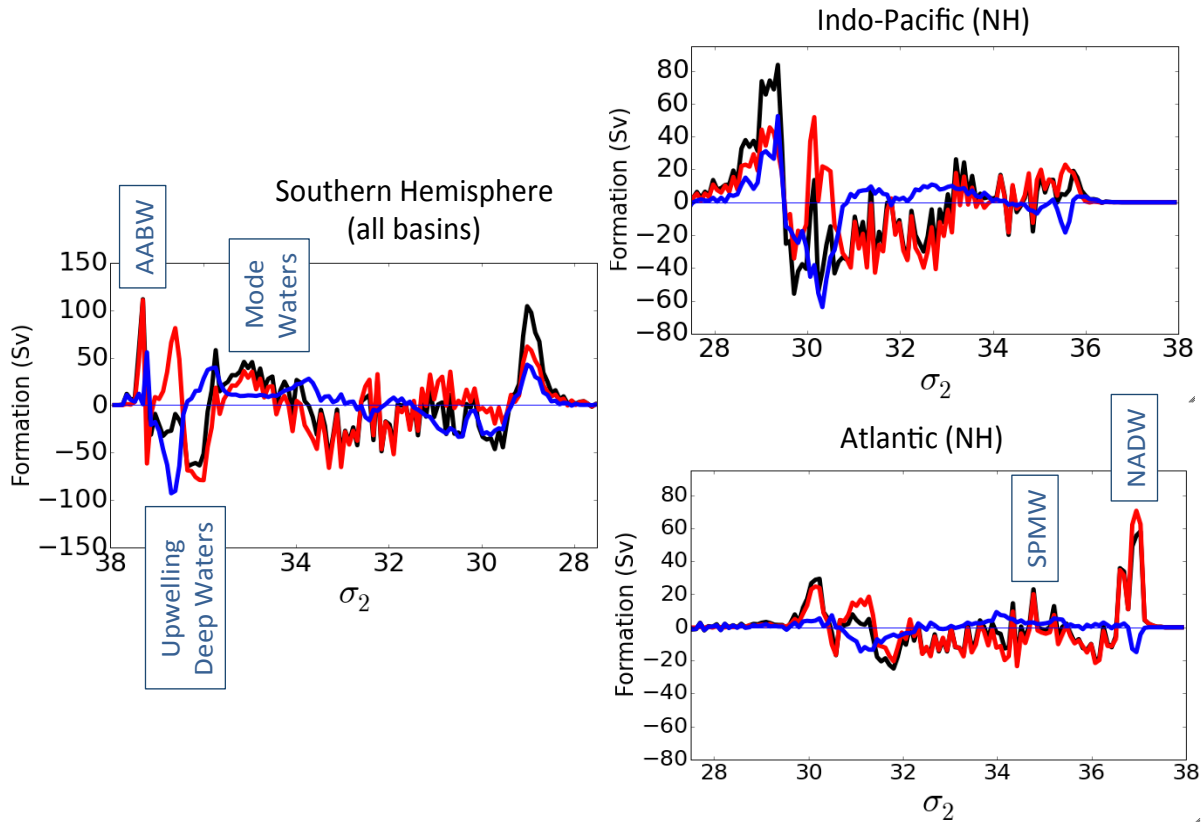 Southern Hemisphere
(all basins)
AABW
Mode
Waters
Upwelling
Deep Waters
Formation (Sv)
150
100
50
0
−50
−100
−150
38
34
32
30
28
σ₂
Indo-Pacific (NH)
Formation (Sv)
80
60
40
20
0
−20
−40
−60
−80
28
30
32
34
36
38
σ₂
Atlantic (NH)
SPMW
NADW
Formation (Sv)
80
60
40
20
0
−20
−40
−60
−80
28
30
32
34
36
38
σ₂